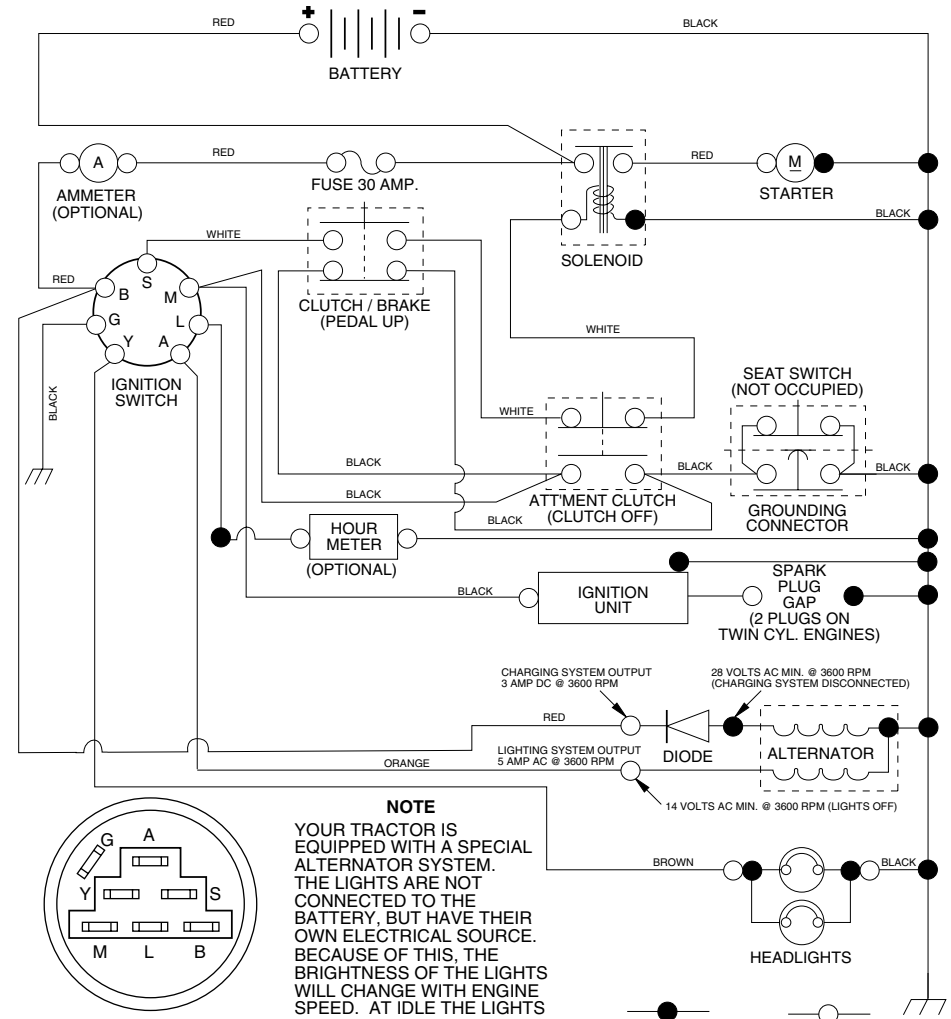 + -
RED
BLACK
BATTERY
A
RED
RED
M
AMMETER
(OPTIONAL)
FUSE 30 AMP.
STARTER
WHITE
BLACK
SOLENOID
RED
S
B
M
G
L
Y
A
CLUTCH / BRAKE
(PEDAL UP)
WHITE
IGNITION
SWITCH
BLACK
SEAT SWITCH
(NOT OCCUPIED)
WHITE
BLACK
BLACK
BLACK
BLACK
BLACK
ATT'MENT CLUTCH
(CLUTCH OFF)
GROUNDING
CONNECTOR
HOUR
METER
(OPTIONAL)
BLACK
IGNITION
UNIT
SPARK
PLUG
GAP
(2 PLUGS ON
TWIN CYL. ENGINES)
CHARGING SYSTEM OUTPUT
3 AMP DC @ 3600 RPM
28 VOLTS AC MIN. @ 3600 RPM
(CHARGING SYSTEM DISCONNECTED)
RED
DIODE
ALTERNATOR
LIGHTING SYSTEM OUTPUT
5 AMP AC @ 3600 RPM
ORANGE
14 VOLTS AC MIN. @ 3600 RPM (LIGHTS OFF)
NOTE
YOUR TRACTOR IS
EQUIPPED WITH A SPECIAL
ALTERNATOR SYSTEM.
THE LIGHTS ARE NOT
CONNECTED TO THE
BATTERY, BUT HAVE THEIR
OWN ELECTRICAL SOURCE.
BECAUSE OF THIS, THE
BRIGHTNESS OF THE LIGHTS
WILL CHANGE WITH ENGINE
SPEED. AT IDLE THE LIGHTS
G
A
Y
S
M
L
B
BROWN
BLACK
HEADLIGHTS